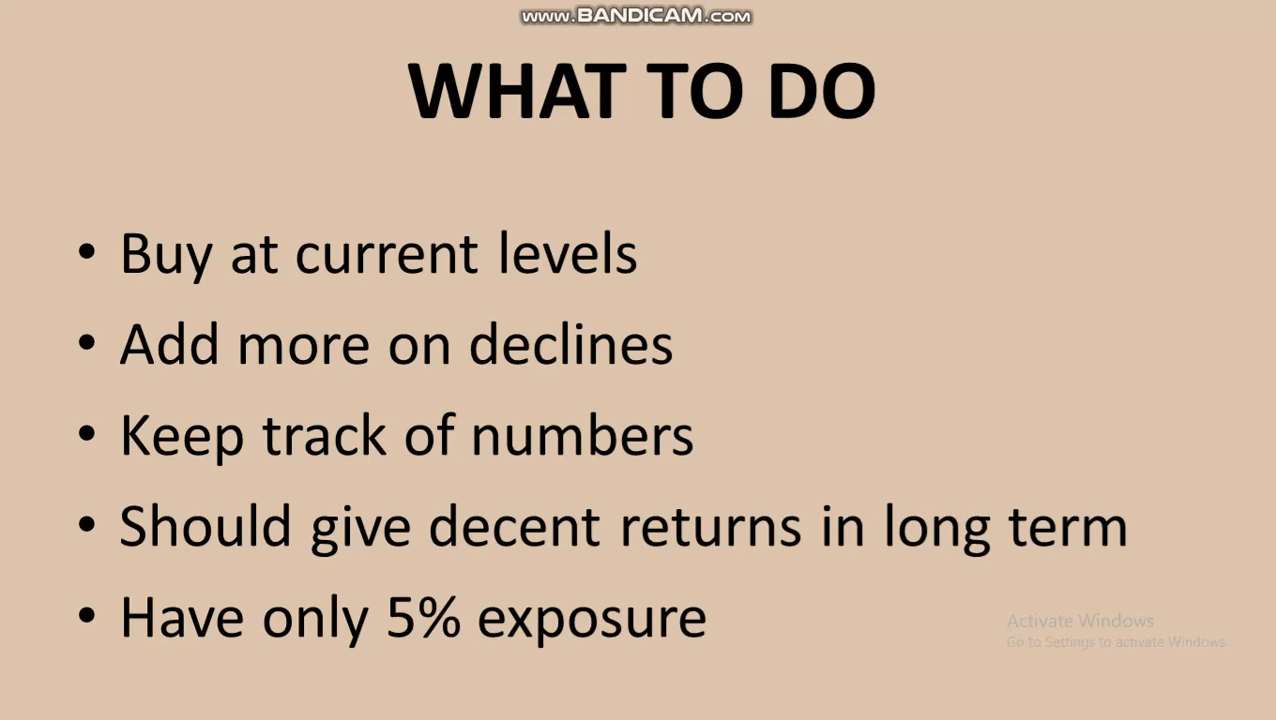 www.BANDICAM.com
WHAT TO DO
• Buy at current levels
• Add more on declines
• Keep track of numbers
• Should give decent returns in long term
• Have only 5% exposure
Activate Windows
Go to Settings to activate Windows.